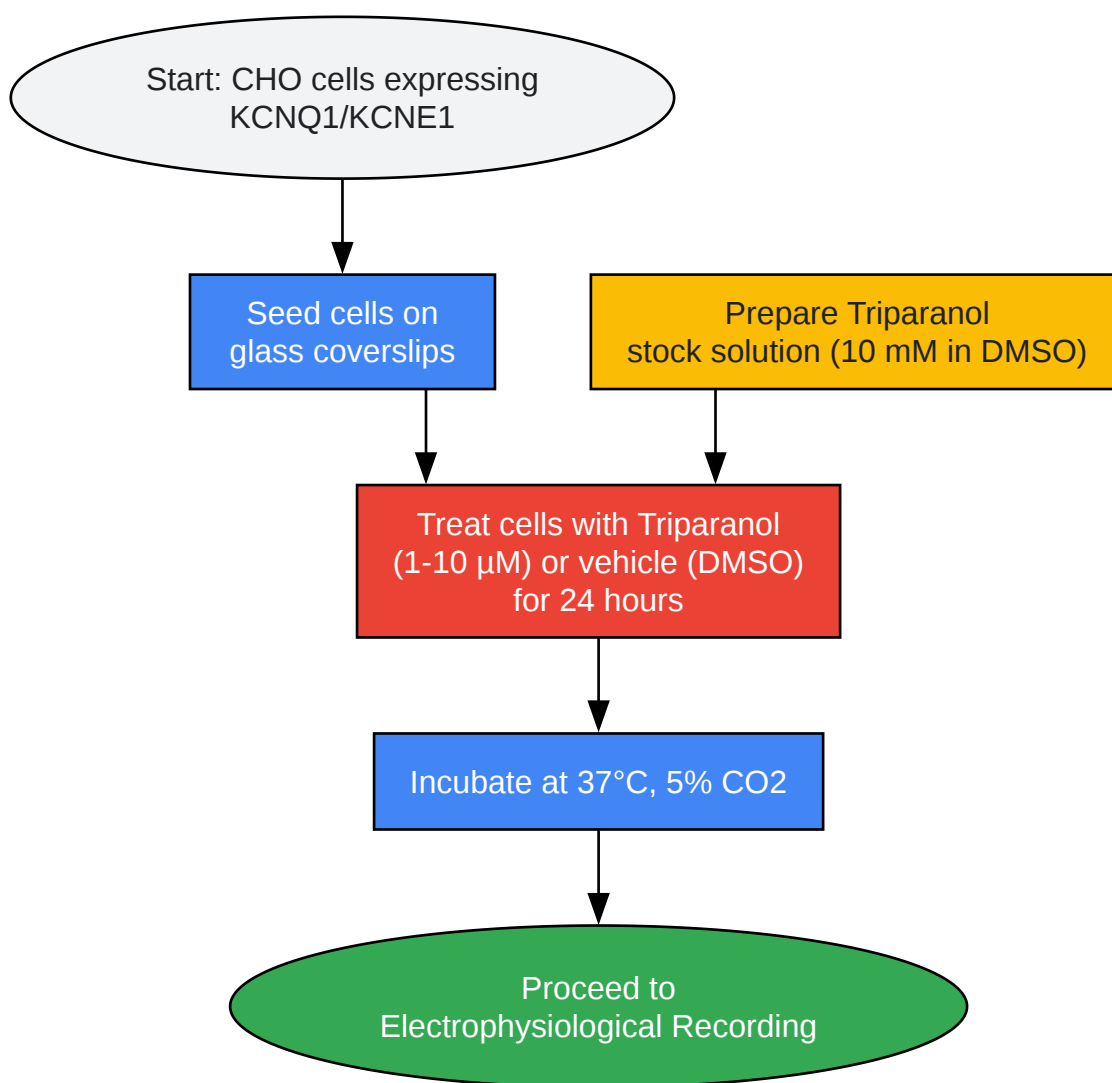 Start: CHO cells expressing
KCNQ1/KCNE1
Seed cells on
glass coverslips
Prepare Triparanol
stock solution (10 mM in DMSO)
Treat cells with Triparanol
(1-10 µM) or vehicle (DMSO)
for 24 hours
Incubate at 37°C, 5% CO2
Proceed to
Electrophysiological Recording